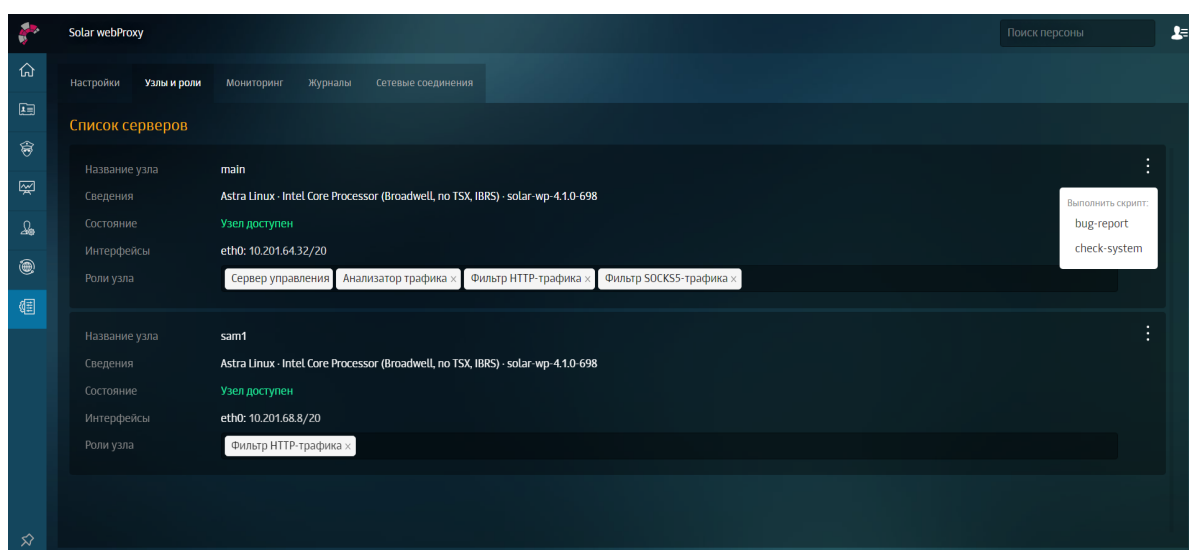 Solar webProxy
Поиск персоны
Настройки Узлы и роли Мониторинг Журналы Сетевые соединения
Список серверов
Название узла main
Сведения Astra Linux · Intel Core Processor (Broadwell, no TSX, IBRS) · solar-wp-4.1.0-698
Состояние Узел доступен
Интерфейсы eth0: 10.201.64.32/20
Роли узла Сервер управления Анализатор трафика × Фильтр HTTP-трафика × Фильтр SOCKS5-трафика ×
Выполнить скрипт:
bug-report
check-system
Название узла sam1
Сведения Astra Linux · Intel Core Processor (Broadwell, no TSX, IBRS) · solar-wp-4.1.0-698
Состояние Узел доступен
Интерфейсы eth0: 10.201.68.8/20
Роли узла Фильтр HTTP-трафика ×